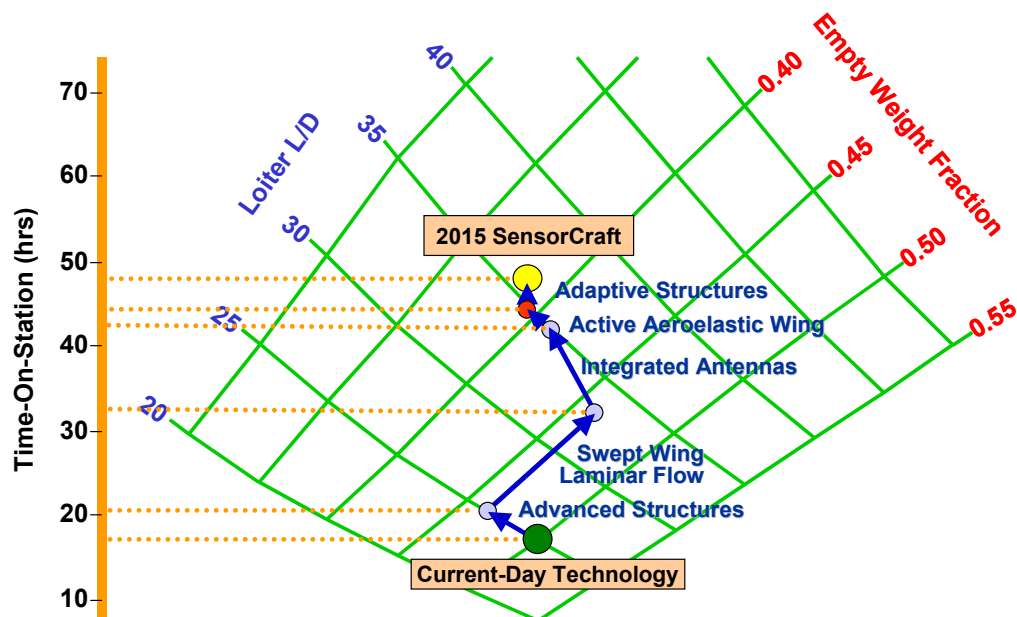 40
0.40
Empty Weight Fraction
70
35
Loiter L/D
0.45
60
30
2015 SensorCraft
0.50
Time-On-Station (hrs)
50
Adaptive Structures
25
Active Aeroelastic Wing
0.55
40
Integrated Antennas
20
30
Swept Wing
Laminar Flow
20
Advanced Structures
Current-Day Technology
10